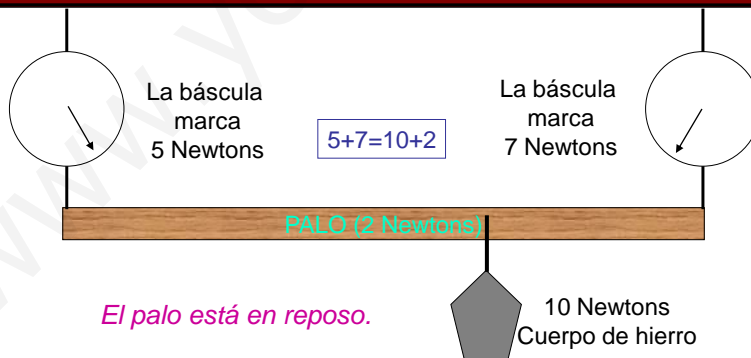 La báscula
marca
5 Newtons
5+7=10+2
La báscula
marca
7 Newtons
PALO (2 Newtons)
El palo está en reposo.
10 Newtons
Cuerpo de hierro